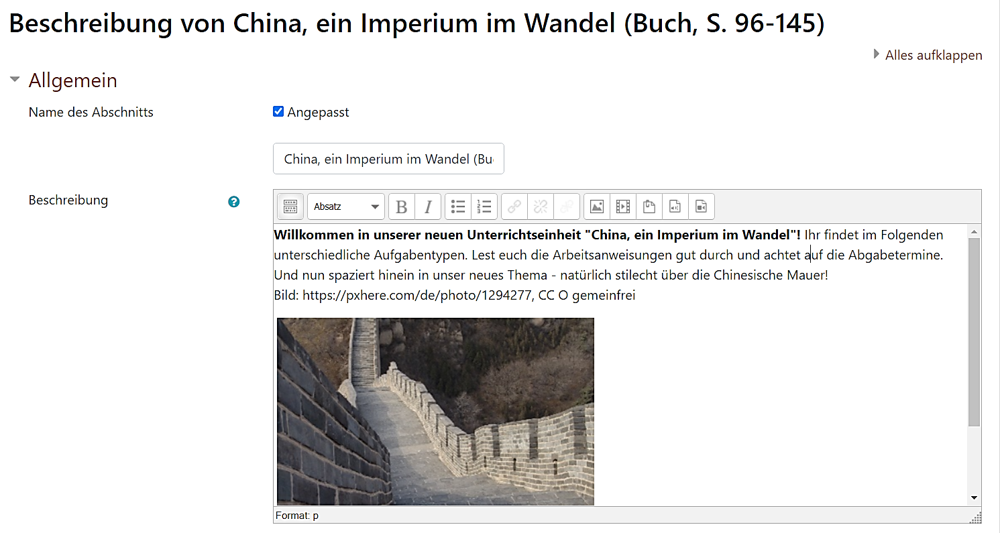 Beschreibung von China, ein Imperium im Wandel (Buch, S. 96-145)
Alles aufklappen
Allgemein
Name des Abschnitts
Angepasst
China, ein Imperium im Wandel (Bu
Beschreibung
?
Absatz
B I
Willkommen in unserer neuen Unterrichtseinheit "China, ein Imperium im Wandel"! Ihr findet im Folgenden
unterschiedliche Aufgabentypen. Lest euch die Arbeitsanweisungen gut durch und achtet auf die Abgabetermine.
Und nun spaziert hinein in unser neues Thema - natürlich stilecht über die Chinesische Mauer!
Bild: https://pxhere.com/de/photo/1294277, CC O gemeinfrei
Format: p